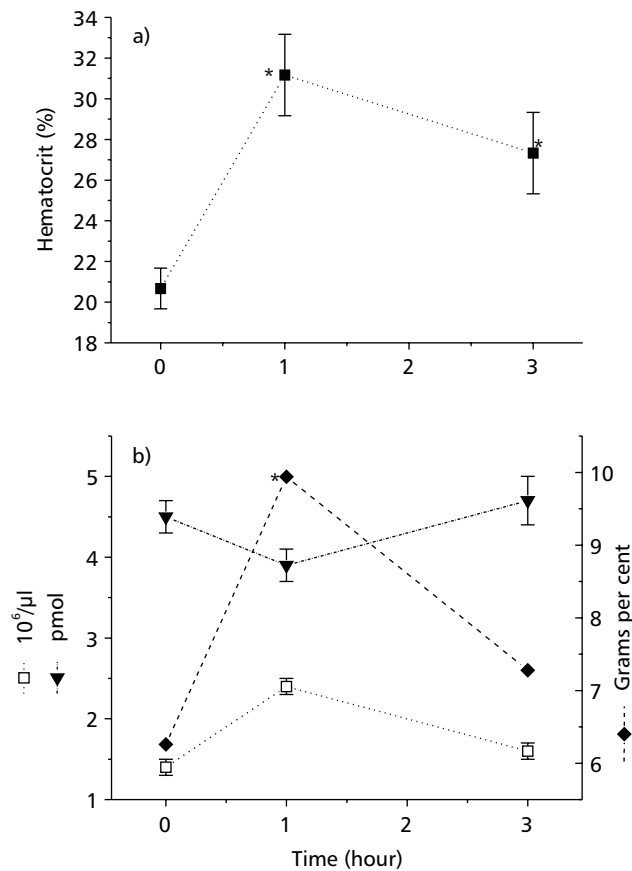 a)
34
32
30
28
26
24
22
20
18
Hematocrit (%)
*
*
0 1 2 3
b)
5
4
3
2
1
10⁶/µl
pmol
*
10
9
8
7
6
Grams per cent
0 1 2 3
Time (hour)